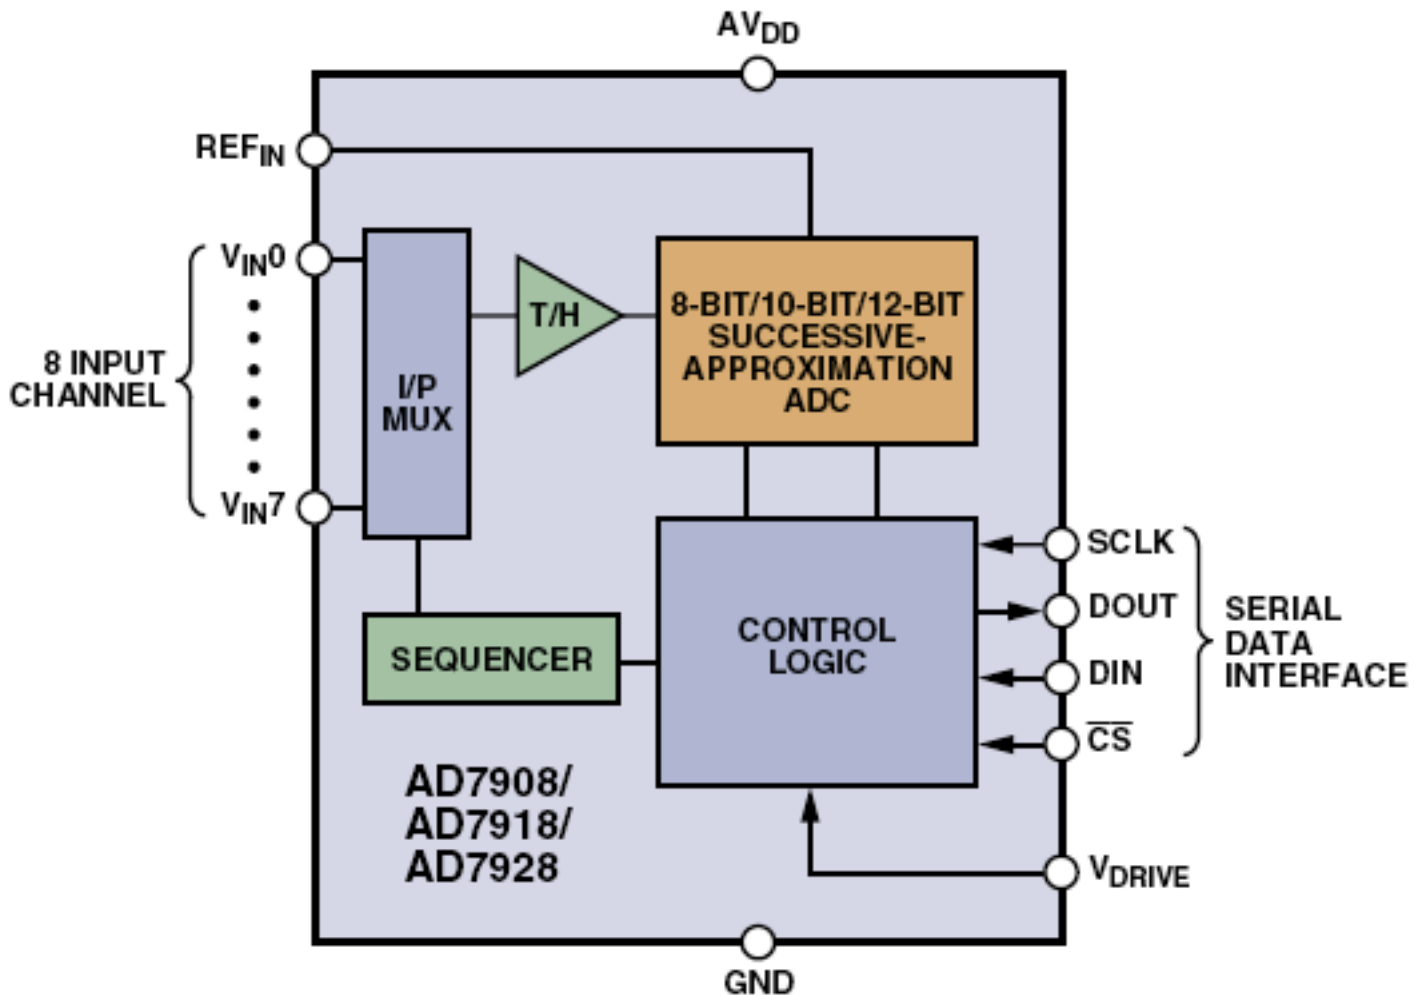 AVDD
REFIN
VIN0
8 INPUT
CHANNEL
VIN7
I/P
MUX
T/H
8-BIT/10-BIT/12-BIT
SUCCESSIVE-
APPROXIMATION
ADC
SEQUENCER
CONTROL
LOGIC
SCLK
DOUT
DIN
C̅S̅
SERIAL
DATA
INTERFACE
AD7908/
AD7918/
AD7928
VDRIVE
GND